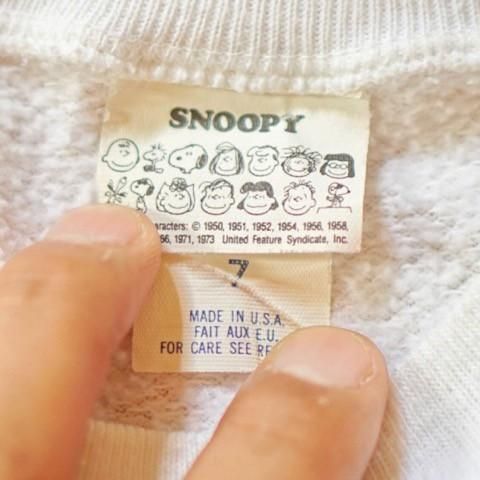 SNOOPY
aracters: © 1950, 1951, 1952, 1954, 1956, 1958,
66, 1971, 1973 United Feature Syndicate, Inc.
7
MADE IN U.S.A.
FAIT AUX E.U.
FOR CARE SEE RE